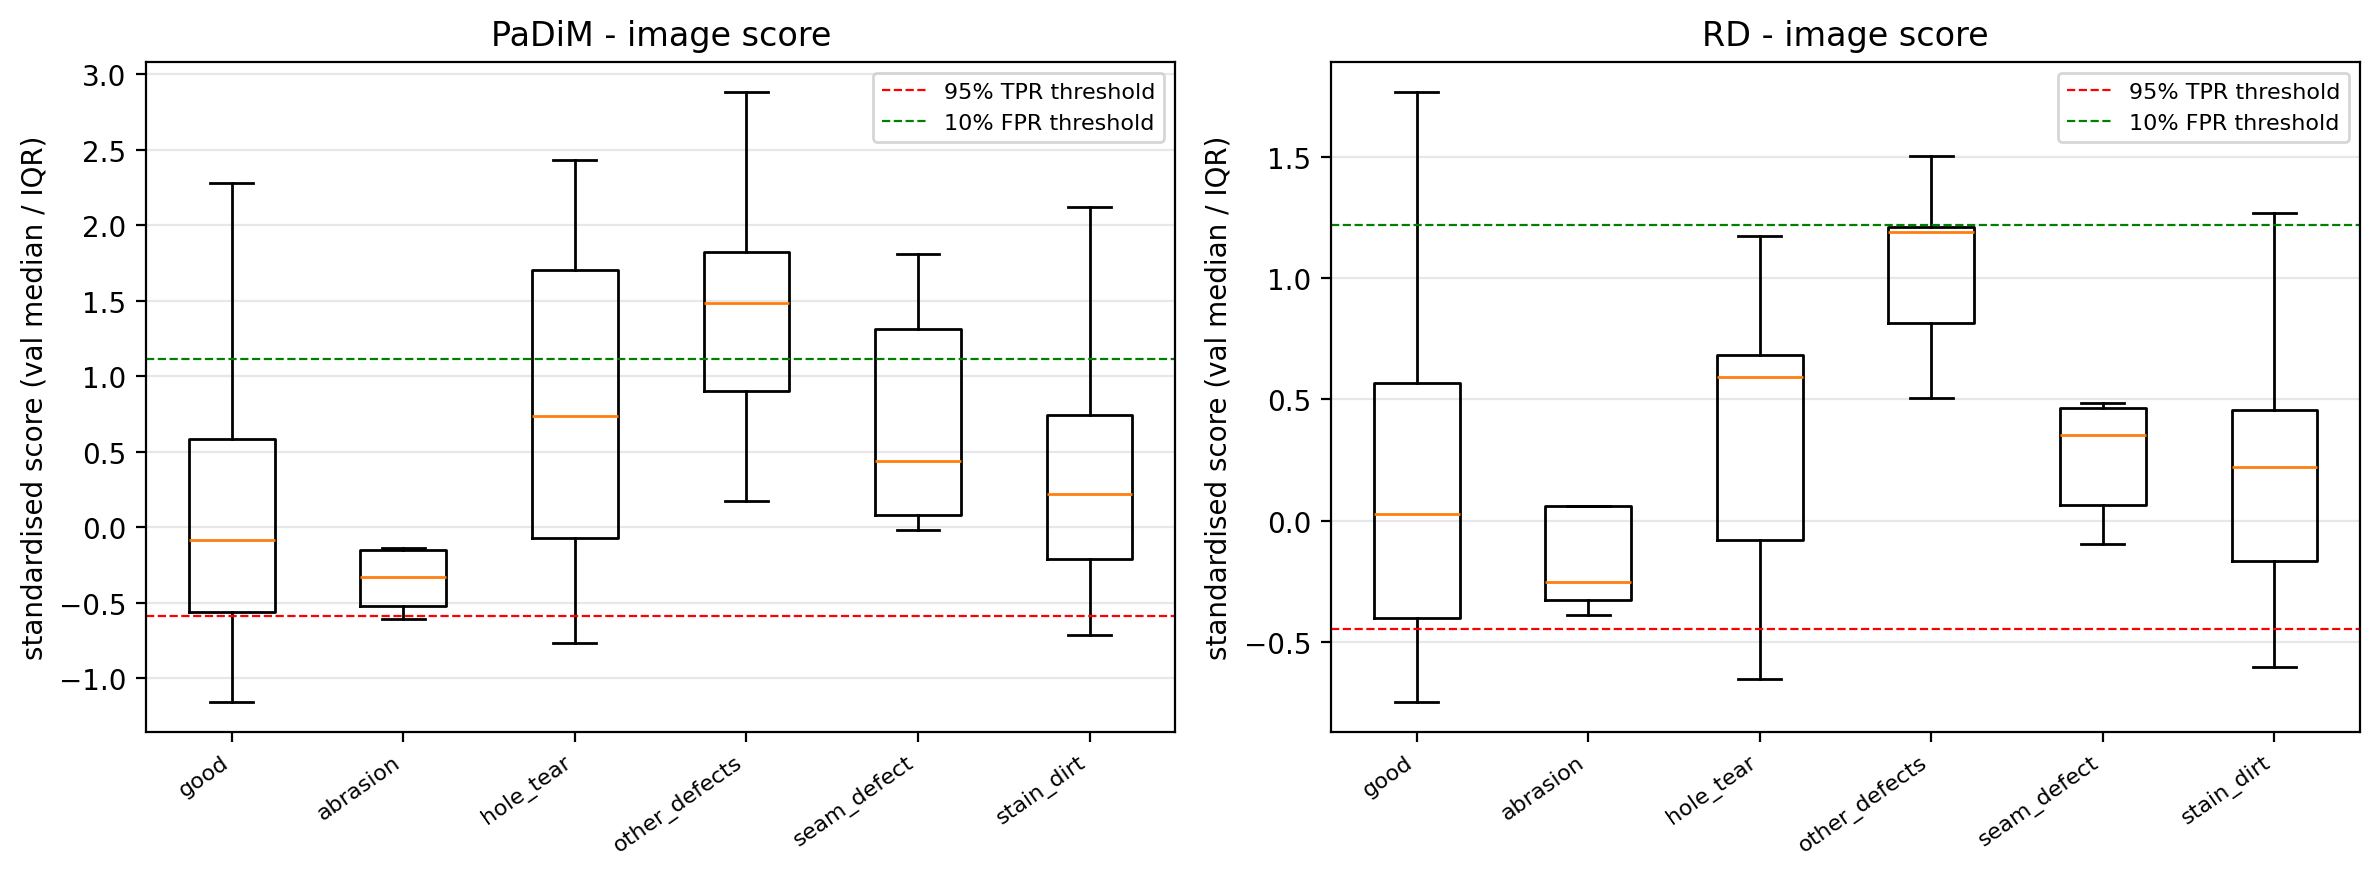 PaDiM - image score
standardised score (val median / IQR)
3.0
2.5
2.0
1.5
1.0
0.5
0.0
−0.5
−1.0
95% TPR threshold
10% FPR threshold
good
abrasion
hole_tear
other_defects
seam_defect
stain_dirt
RD - image score
standardised score (val median / IQR)
1.5
1.0
0.5
0.0
−0.5
95% TPR threshold
10% FPR threshold
good
abrasion
hole_tear
other_defects
seam_defect
stain_dirt